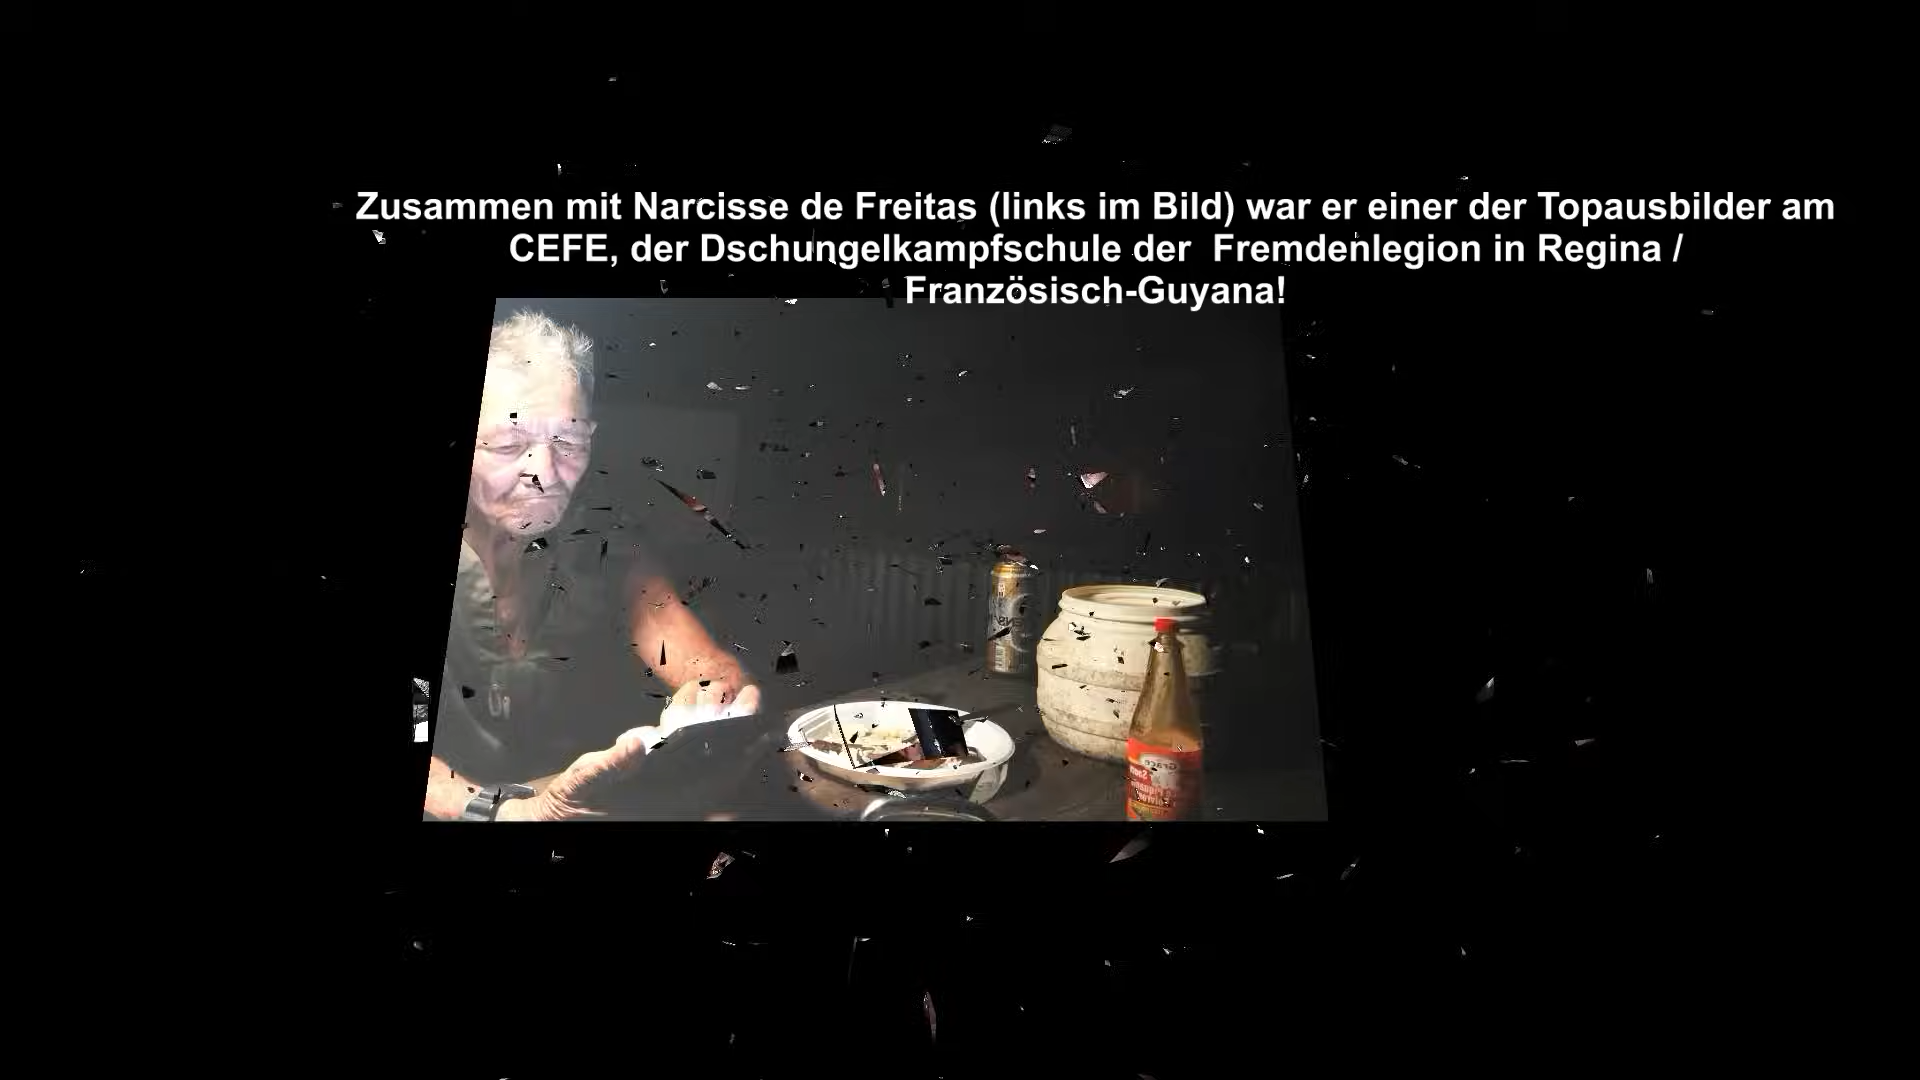 Zusammen mit Narcisse de Freitas (links im Bild) war er einer der Topausbilder am
CEFE, der Dschungelkampfschule der  Fremdenlegion in Regina /
Französisch-Guyana!
Grace